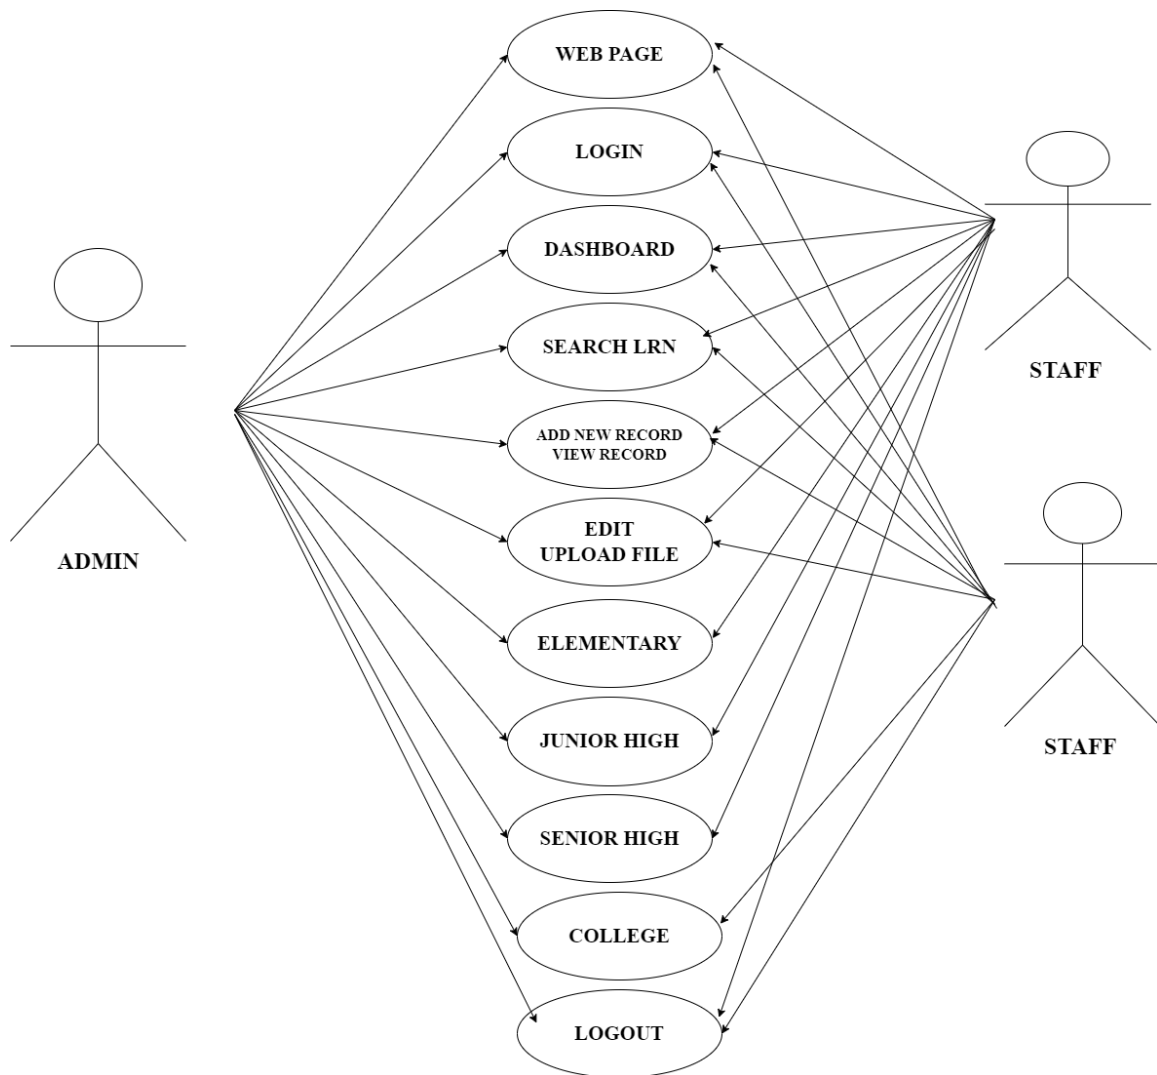 WEB PAGE
LOGIN
DASHBOARD
SEARCH LRN
STAFF
ADD NEW RECORD
VIEW RECORD
EDIT
UPLOAD FILE
ADMIN
ELEMENTARY
JUNIOR HIGH
STAFF
SENIOR HIGH
COLLEGE
LOGOUT